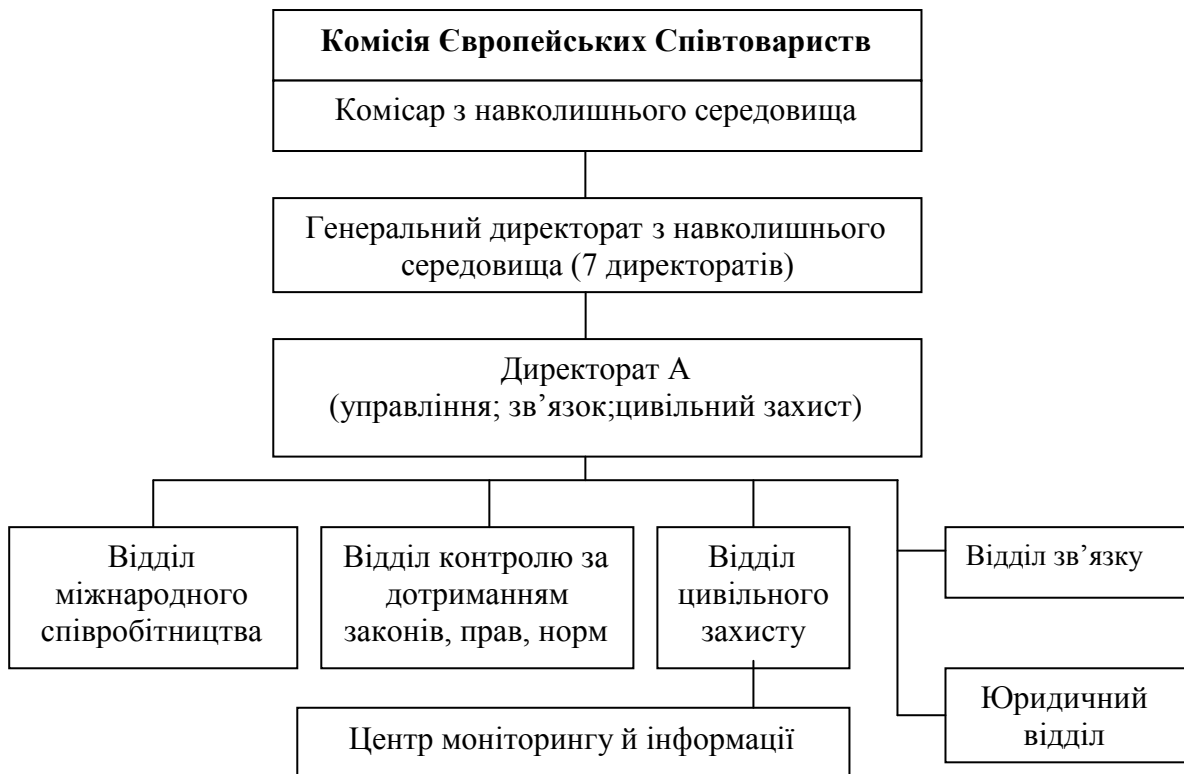 Комісія Європейських Співтовариств
Комісар з навколишнього середовища
Генеральний директорат з навколишнього
середовища (7 директоратів)
Директорат А
(управління; зв’язок;цивільний захист)
Відділ
міжнародного
співробітництва
Відділ контролю за
дотриманням
законів, прав, норм
Відділ
цивільного
захисту
Відділ зв’язку
Юридичний
відділ
Центр моніторингу й інформації